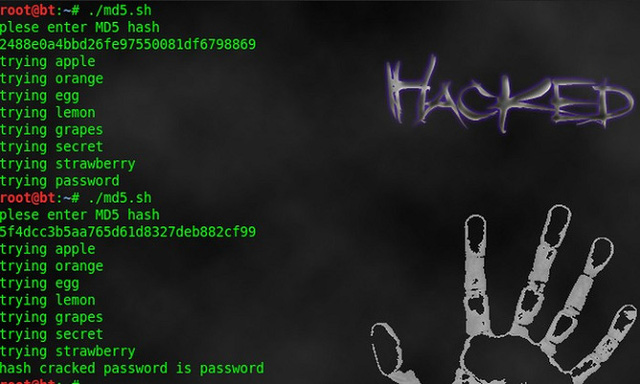 root@bt:~# ./md5.sh
plese enter MD5 hash
2488e0a4bbd26fe97550081df6798869
trying apple
trying orange
trying egg
trying lemon
trying grapes
trying secret
trying strawberry
trying password
root@bt:~# ./md5.sh
plese enter MD5 hash
5f4dcc3b5aa765d61d8327deb882cf99
trying apple
trying orange
trying egg
trying lemon
trying grapes
trying secret
trying strawberry
hash cracked password is password
root@bt:~#
HACKED